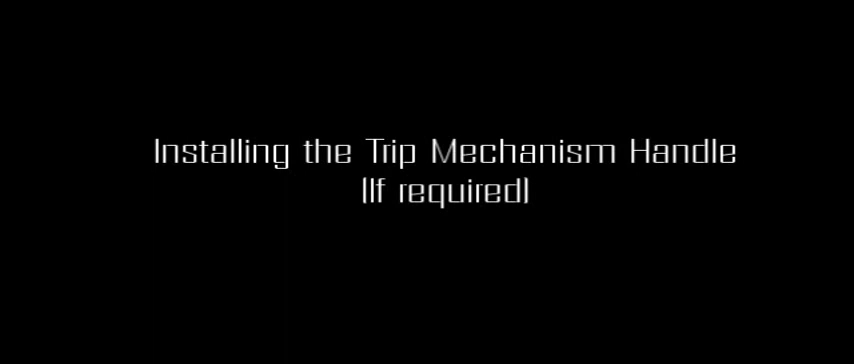 Installing the Trip Mechanism Handle
(If required)